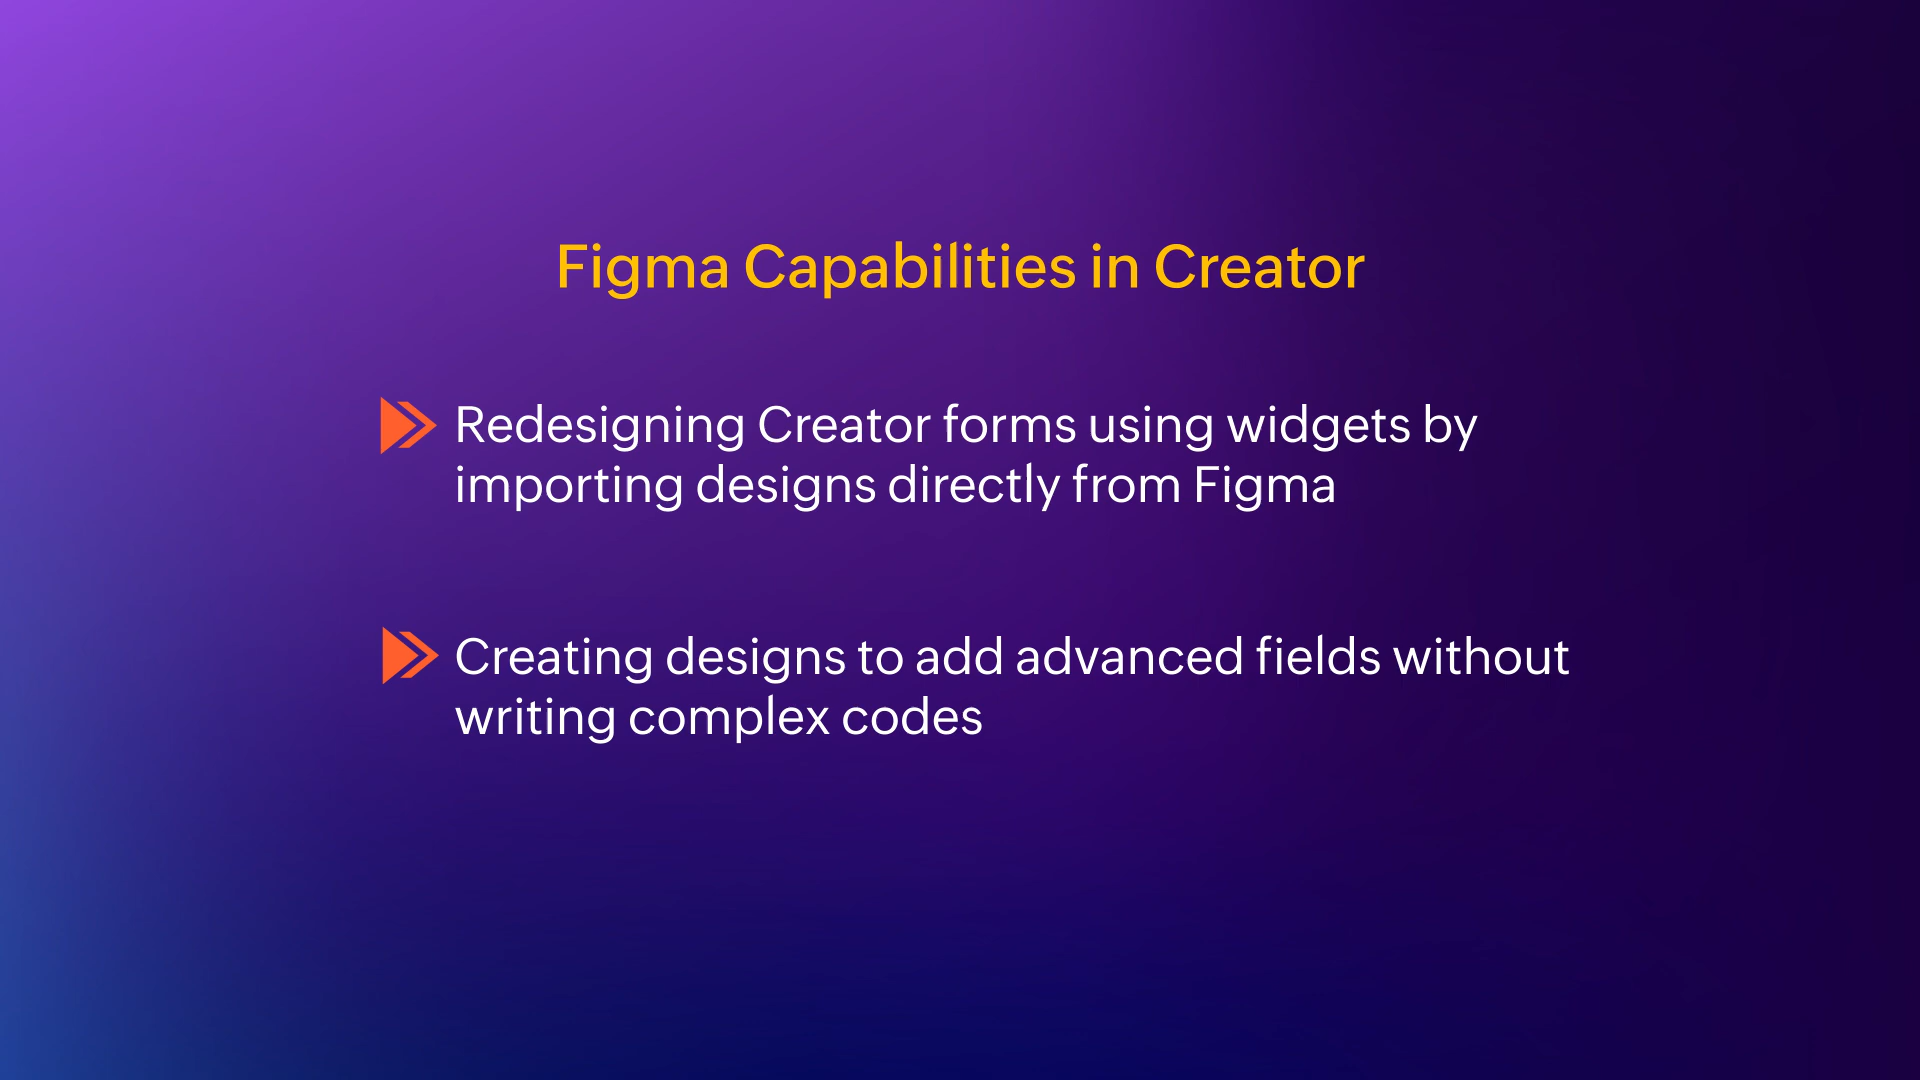 Figma Capabilities in Creator
Redesigning Creator forms using widgets by
importing designs directly from Figma
Creating designs to add advanced fields without
writing complex codes